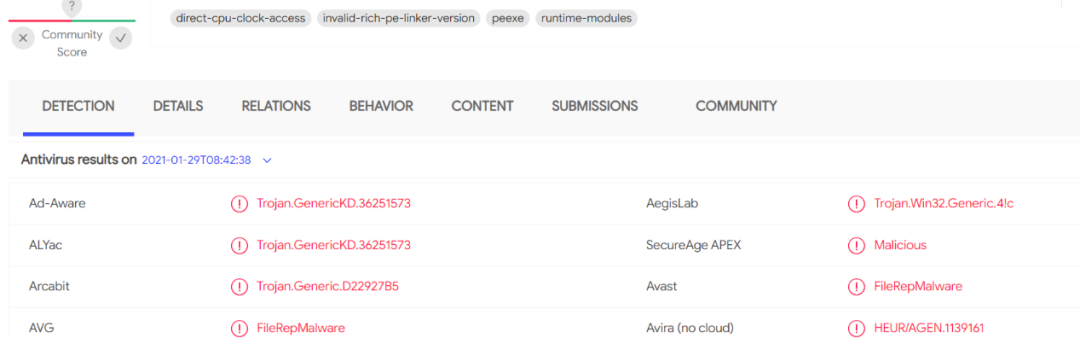 ?
direct-cpu-clock-access invalid-rich-pe-linker-version peexe runtime-modules
Community Score
DETECTION DETAILS RELATIONS BEHAVIOR CONTENT SUBMISSIONS COMMUNITY
Antivirus results on 2021-01-29T08:42:38
Ad-Aware Trojan.GenericKD.36251573 AegisLab Trojan.Win32.Generic.4!c
ALYac Trojan.GenericKD.36251573 SecureAge APEX Malicious
Arcabit Trojan.Generic.D22927B5 Avast FileRepMalware
AVG FileRepMalware Avira (no cloud) HEUR/AGEN.1139161